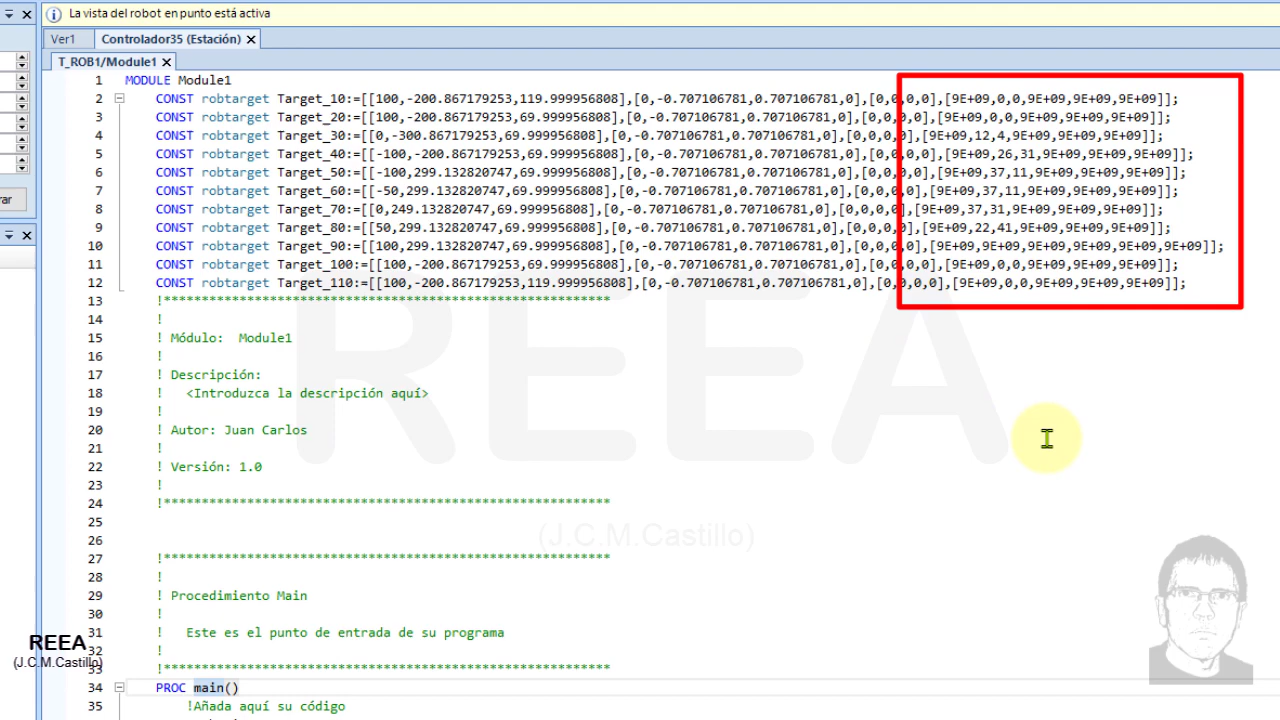 La vista del robot en punto está activa
Ver1 Controlador35 (Estación)
T_ROB1/Module1
1 MODULE Module1
2 CONST robtarget Target_10:=[[100,-200.867179253,119.999956808],[0,-0.707106781,0.707106781,0],[0,0,0,0],[9E+09,0,0,9E+09,9E+09,9E+09]];
3 CONST robtarget Target_20:=[[100,-200.867179253,69.999956808],[0,-0.707106781,0.707106781,0],[0,0,0,0],[9E+09,0,0,9E+09,9E+09,9E+09]];
4 CONST robtarget Target_30:=[[0,-300.867179253,69.999956808],[0,-0.707106781,0.707106781,0],[0,0,0,0],[9E+09,12,4,9E+09,9E+09,9E+09]];
5 CONST robtarget Target_40:=[[-100,-200.867179253,69.999956808],[0,-0.707106781,0.707106781,0],[0,0,0,0],[9E+09,26,31,9E+09,9E+09,9E+09]];
6 CONST robtarget Target_50:=[[-100,299.132820747,69.999956808],[0,-0.707106781,0.707106781,0],[0,0,0,0],[9E+09,37,11,9E+09,9E+09,9E+09]];
7 CONST robtarget Target_60:=[[-50,299.132820747,69.999956808],[0,-0.707106781,0.707106781,0],[0,0,0,0],[9E+09,37,11,9E+09,9E+09,9E+09]];
8 CONST robtarget Target_70:=[[0,249.132820747,69.999956808],[0,-0.707106781,0.707106781,0],[0,0,0,0],[9E+09,37,31,9E+09,9E+09,9E+09]];
9 CONST robtarget Target_80:=[[50,299.132820747,69.999956808],[0,-0.707106781,0.707106781,0],[0,0,0,0],[9E+09,22,41,9E+09,9E+09,9E+09]];
10 CONST robtarget Target_90:=[[100,299.132820747,69.999956808],[0,-0.707106781,0.707106781,0],[0,0,0,0],[9E+09,9E+09,9E+09,9E+09,9E+09,9E+09]];
11 CONST robtarget Target_100:=[[100,-200.867179253,69.999956808],[0,-0.707106781,0.707106781,0],[0,0,0,0],[9E+09,0,0,9E+09,9E+09,9E+09]];
12 CONST robtarget Target_110:=[[100,-200.867179253,119.999956808],[0,-0.707106781,0.707106781,0],[0,0,0,0],[9E+09,0,0,9E+09,9E+09,9E+09]];
13 !***********************************************************
14 !
15 ! Módulo: Module1
16 !
17 ! Descripción:
18 ! <Introduzca la descripción aquí>
19 !
20 ! Autor: Juan Carlos
21 !
22 ! Versión: 1.0
23 !
24 !***********************************************************
25
26
27 !***********************************************************
28 !
29 ! Procedimiento Main
30 !
31 ! Este es el punto de entrada de su programa
32 !
33 !***********************************************************
34 PROC main()
35 !Añada aquí su código
rar
REEA
(J.C.M.Castillo)
REEA
(J.C.M.Castillo)